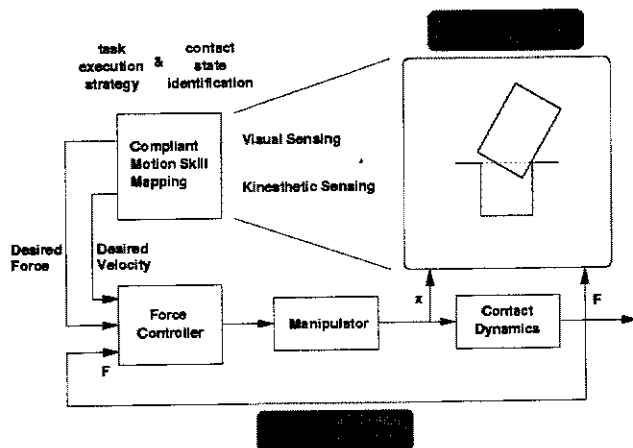 task
execution
strategy
&
contact
state
identification
Compliant
Motion Skill
Mapping
Visual Sensing
Kinesthetic Sensing
Desired
Force
Desired
Velocity
Force
Controller
Manipulator
x
Contact
Dynamics
F
F